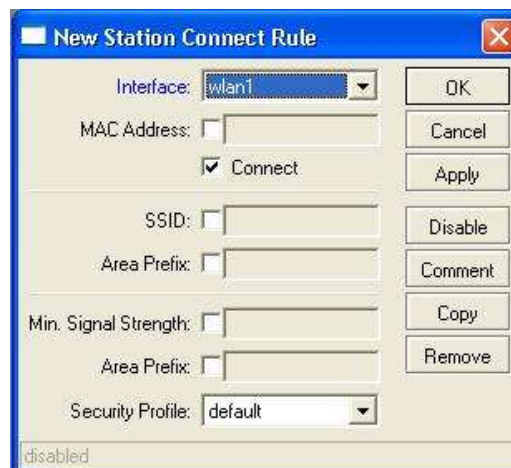 New Station Connect Rule
Interface: wlan1
OK
MAC Address:
Cancel
Connect
Apply
SSID:
Disable
Area Prefix:
Comment
Min. Signal Strength:
Copy
Area Prefix:
Remove
Security Profile: default
disabled